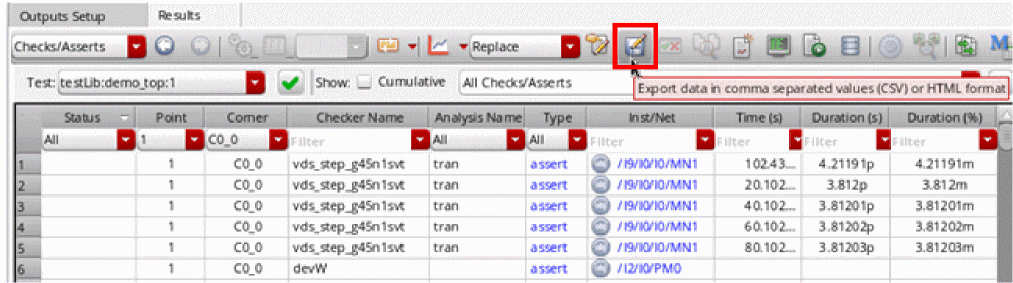 Outputs Setup Results
Checks/Asserts Replace M
Test: testLib:demo_top:1 Show: Cumulative All Checks/Asserts
Export data in comma separated values (CSV) or HTML format
Status Point Corner Checker Name Analysis Name Type Inst/Net Time (s) Duration (s) Duration (%)
All 1 C0_0 Filter All All Filter Filter Filter Filter
1 1 C0_0 vds_step_g45n1svt tran assert /I9/I0/I0/MN1 102.43... 4.21191p 4.21191m
2 1 C0_0 vds_step_g45n1svt tran assert /I9/I0/I0/MN1 20.102... 3.812p 3.812m
3 1 C0_0 vds_step_g45n1svt tran assert /I9/I0/I0/MN1 40.102... 3.81201p 3.81201m
4 1 C0_0 vds_step_g45n1svt tran assert /I9/I0/I0/MN1 60.102... 3.81202p 3.81202m
5 1 C0_0 vds_step_g45n1svt tran assert /I9/I0/I0/MN1 80.102... 3.81203p 3.81203m
6 1 C0_0 devW assert /I2/I0/PM0